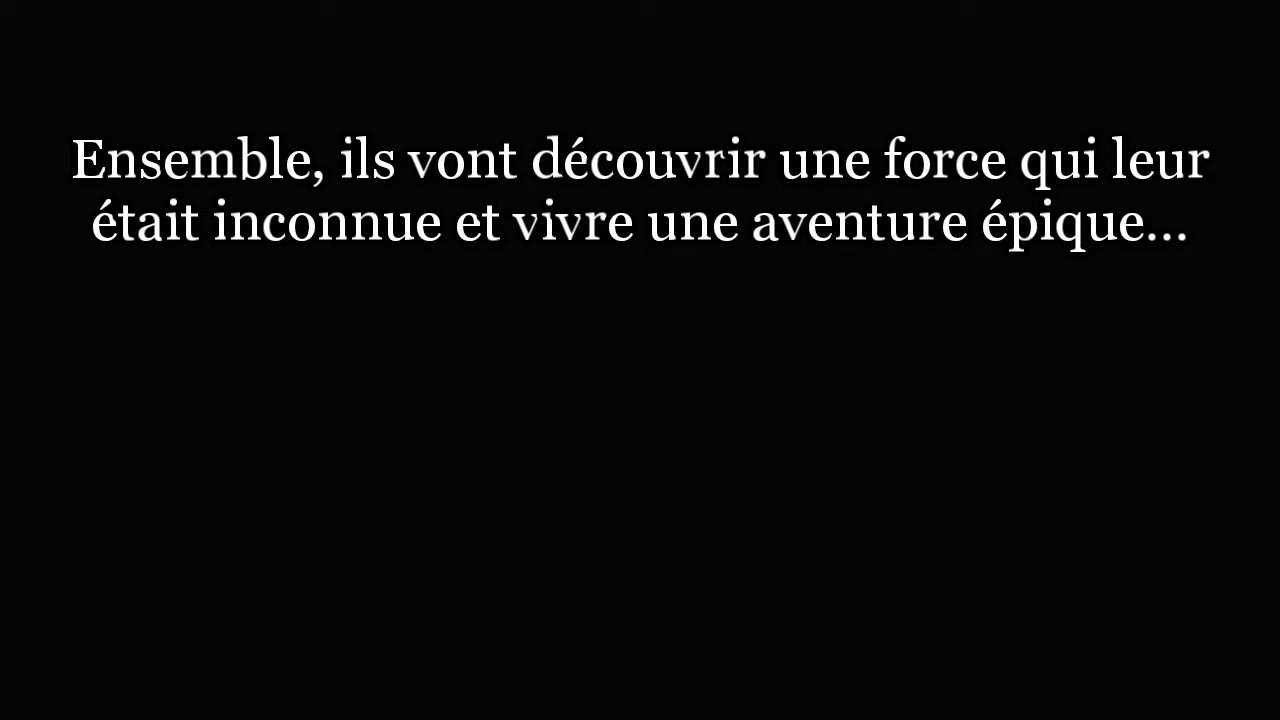 Ensemble, ils vont découvrir une force qui leur
était inconnue et vivre une aventure épique...